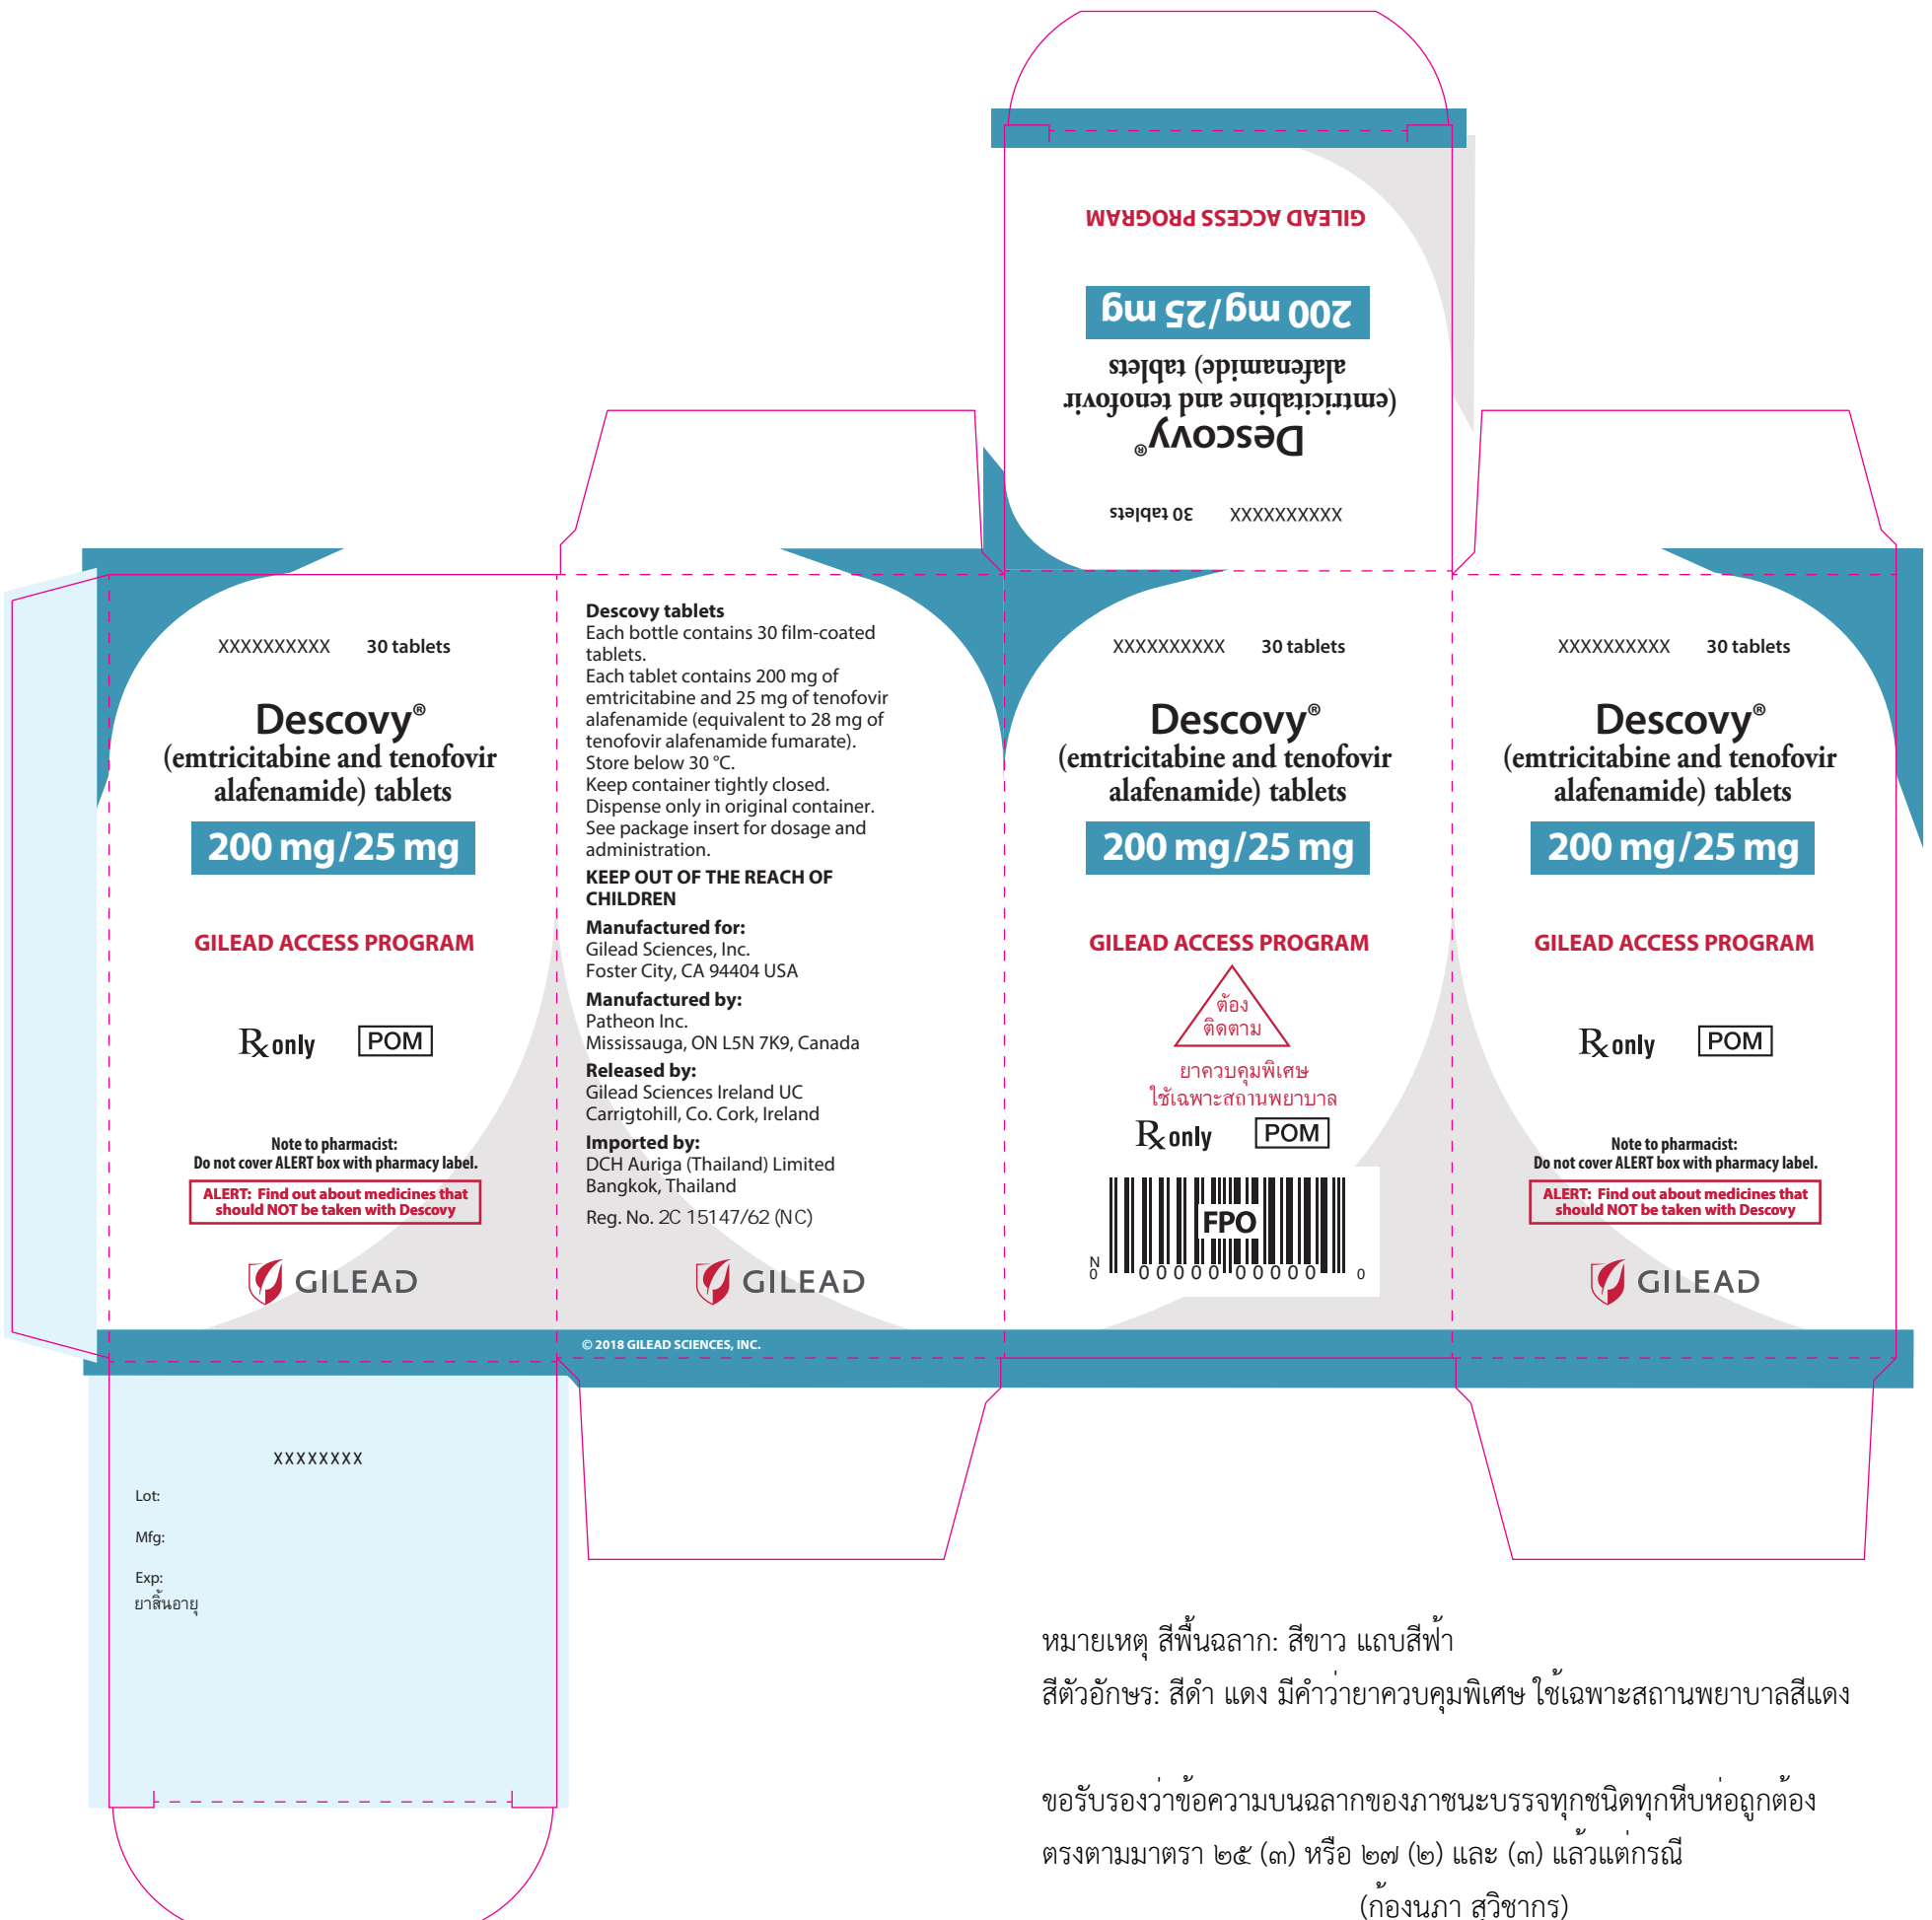 GILEAD ACCESS PROGRAM
200 mg/25 mg
alafenamide) tablets
(emtricitabine and tenofovir
Descovy®
30 tablets XXXXXXXXXX
XXXXXXXXXX 30 tablets
Descovy®
(emtricitabine and tenofovir
alafenamide) tablets
200 mg/25 mg
GILEAD ACCESS PROGRAM
Rx only POM
Note to pharmacist:
Do not cover ALERT box with pharmacy label.
ALERT: Find out about medicines that
should NOT be taken with Descovy
GILEAD
Descovy tablets
Each bottle contains 30 film-coated
tablets.
Each tablet contains 200 mg of
emtricitabine and 25 mg of tenofovir
alafenamide (equivalent to 28 mg of
tenofovir alafenamide fumarate).
Store below 30 °C.
Keep container tightly closed.
Dispense only in original container.
See package insert for dosage and
administration.
KEEP OUT OF THE REACH OF
CHILDREN
Manufactured for:
Gilead Sciences, Inc.
Foster City, CA 94404 USA
Manufactured by:
Patheon Inc.
Mississauga, ON L5N 7K9, Canada
Released by:
Gilead Sciences Ireland UC
Carrigtohill, Co. Cork, Ireland
Imported by:
DCH Auriga (Thailand) Limited
Bangkok, Thailand
Reg. No. 2C 15147/62 (NC)
GILEAD
© 2018 GILEAD SCIENCES, INC.
XXXXXXXXXX 30 tablets
Descovy®
(emtricitabine and tenofovir
alafenamide) tablets
200 mg/25 mg
GILEAD ACCESS PROGRAM
ต้อง
ติดตาม
ยาควบคุมพิเศษ
ใช้เฉพาะสถานพยาบาล
Rx only POM
FPO
N
0 00000 00000 0
XXXXXXXXXX 30 tablets
Descovy®
(emtricitabine and tenofovir
alafenamide) tablets
200 mg/25 mg
GILEAD ACCESS PROGRAM
Rx only POM
Note to pharmacist:
Do not cover ALERT box with pharmacy label.
ALERT: Find out about medicines that
should NOT be taken with Descovy
GILEAD
XXXXXXXX
Lot:
Mfg:
Exp:
ยาสิ้นอายุ
หมายเหตุ สีพื้นฉลาก: สีขาว แถบสีฟ้า
สีตัวอักษร: สีดำ แดง มีคำว่ายาควบคุมพิเศษ ใช้เฉพาะสถานพยาบาลสีแดง
ขอรับรองว่าข้อความบนฉลากของภาชนะบรรจุทุกชนิดทุกหีบห่อถูกต้อง
ตรงตามมาตรา ๒๕ (๓) หรือ ๒๗ (๒) และ (๓) แล้วแต่กรณี
(ก้องนภา สุวิชากร)